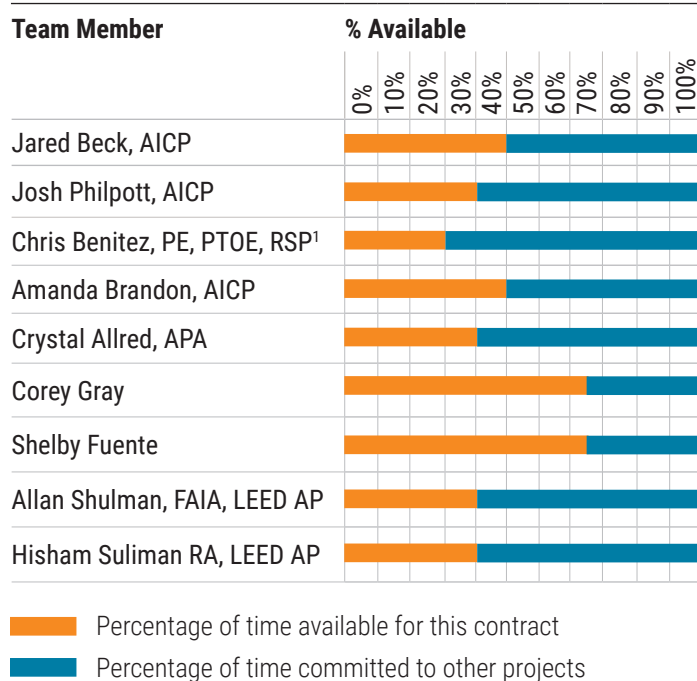 Team Member % Available
0% 10% 20% 30% 40% 50% 60% 70% 80% 90% 100%
Jared Beck, AICP
Josh Philpott, AICP
Chris Benitez, PE, PTOE, RSP¹
Amanda Brandon, AICP
Crystal Allred, APA
Corey Gray
Shelby Fuente
Allan Shulman, FAIA, LEED AP
Hisham Suliman RA, LEED AP
Percentage of time available for this contract
Percentage of time committed to other projects